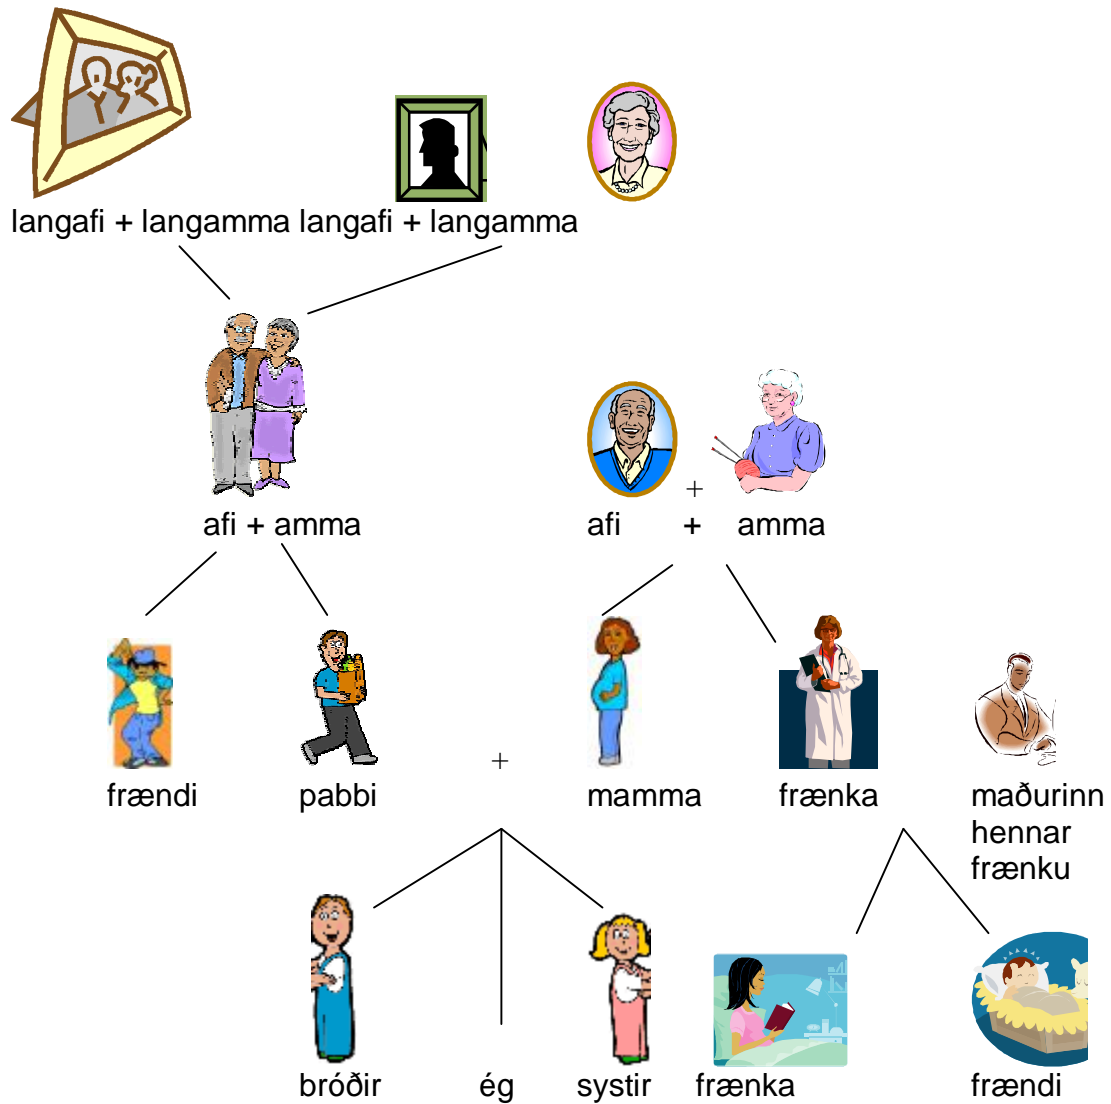 langafi + langamma langafi + langamma
+
afi + amma afi + amma
+
frændi pabbi mamma frænka maðurinn
hennar
frænku
bróðir ég systir frænka frændi